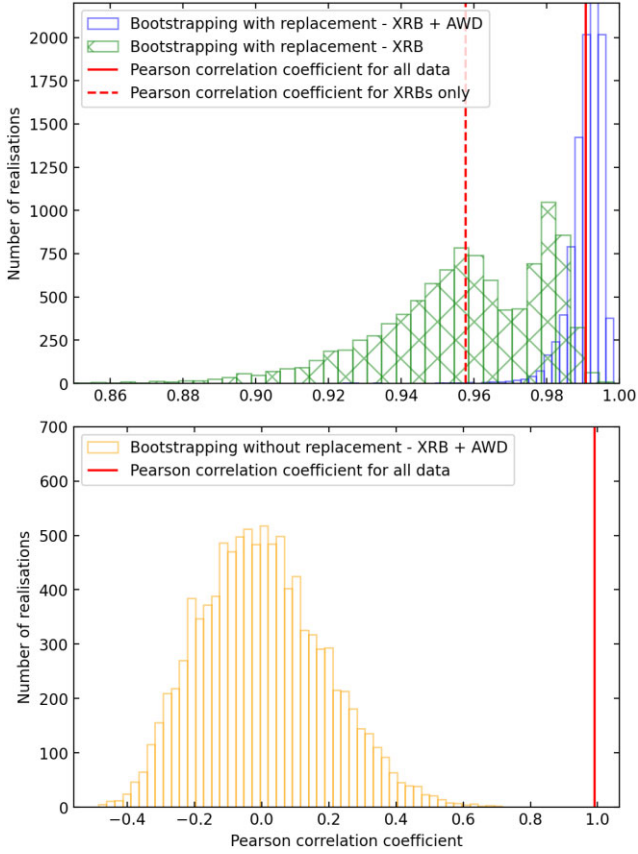 Bootstrapping with replacement - XRB + AWD
Bootstrapping with replacement - XRB
Pearson correlation coefficient for all data
Pearson correlation coefficient for XRBs only
Number of realisations
2000
1750
1500
1250
1000
750
500
250
0
0.86 0.88 0.90 0.92 0.94 0.96 0.98 1.00
Bootstrapping without replacement - XRB + AWD
Pearson correlation coefficient for all data
Number of realisations
700
600
500
400
300
200
100
0
−0.4 −0.2 0.0 0.2 0.4 0.6 0.8 1.0
Pearson correlation coefficient